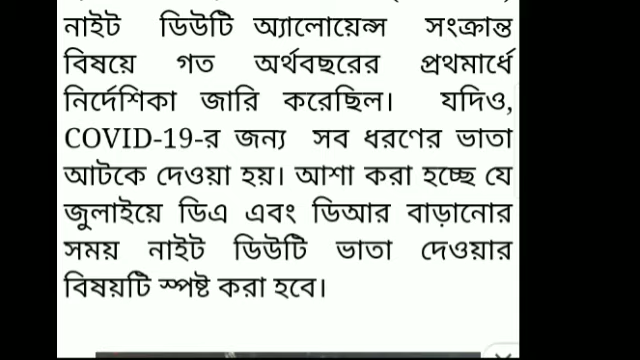 নাইট ডিউটি অ্যালোয়েন্স সংক্রান্ত
বিষয়ে গত অর্থবছরের প্রথমার্ধে
নির্দেশিকা জারি করেছিল। যদিও,
COVID-19-র জন্য সব ধরণের ভাতা
আটকে দেওয়া হয়। আশা করা হচ্ছে যে
জুলাইয়ে ডিএ এবং ডিআর বাড়ানোর
সময় নাইট ডিউটি ভাতা দেওয়ার
বিষয়টি স্পষ্ট করা হবে।